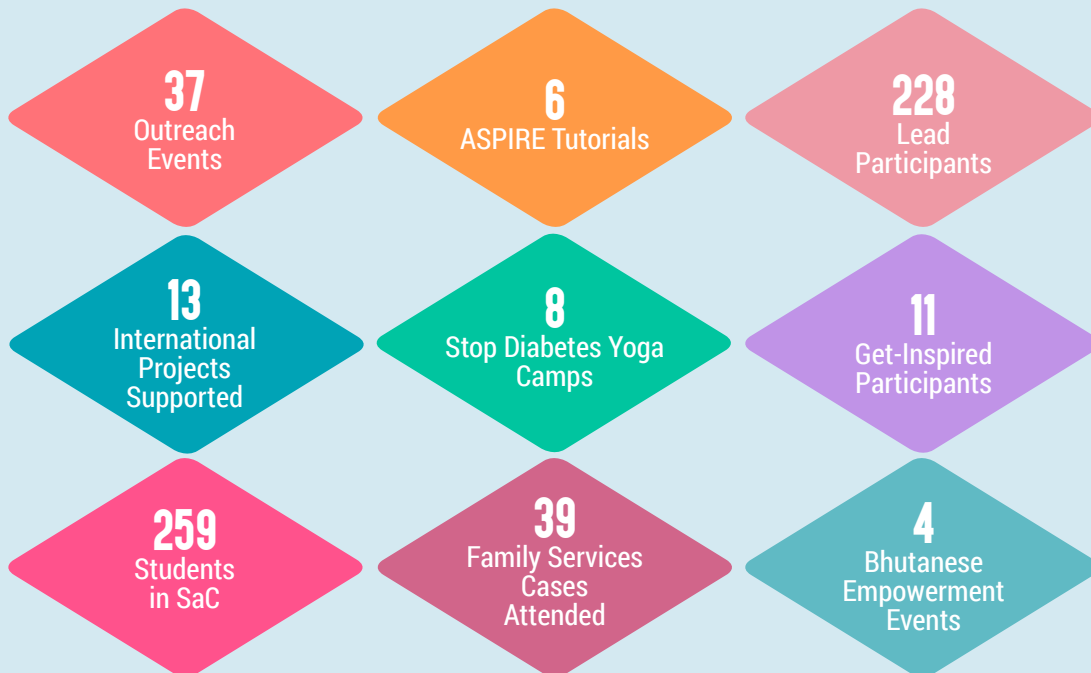 37
Outreach
Events
6
ASPIRE Tutorials
228
Lead
Participants
13
International
Projects
Supported
8
Stop Diabetes Yoga
Camps
11
Get-Inspired
Participants
259
Students
in SaC
39
Family Services
Cases
Attended
4
Bhutanese
Empowerment
Events